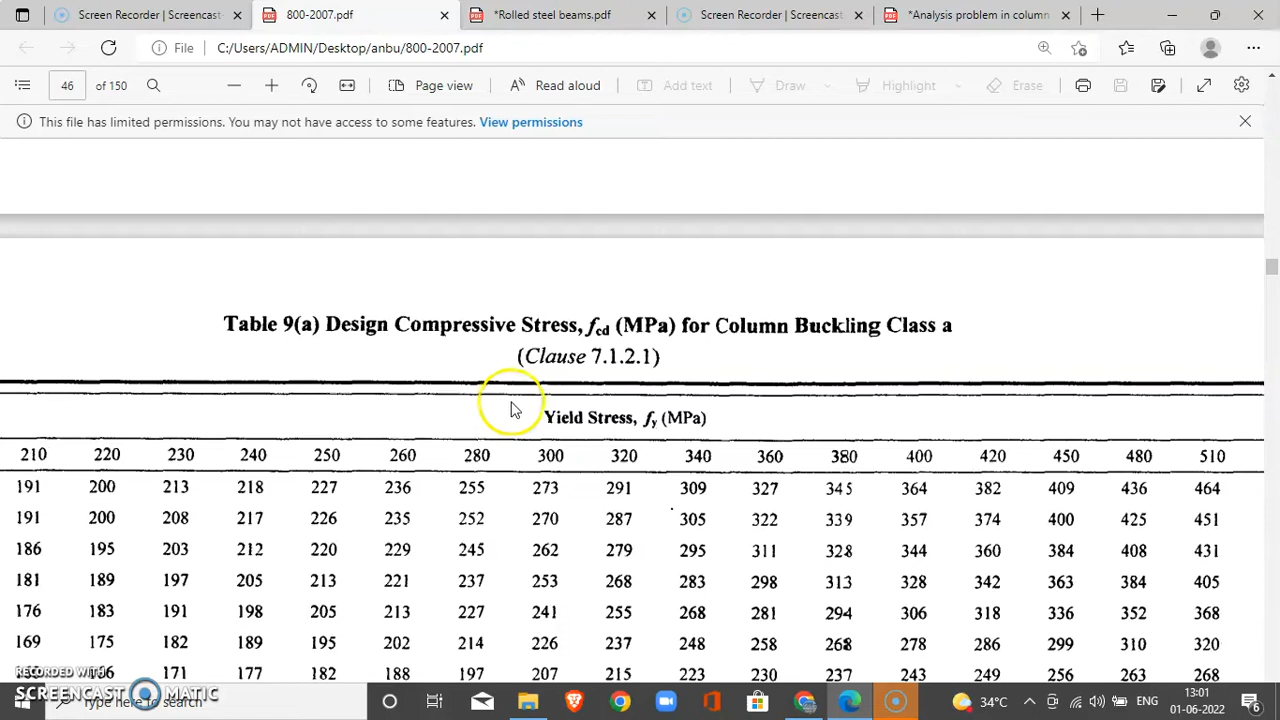 Screen Recorder | Screencast-
800-2007.pdf
*Rolled steel beams.pdf
Screen Recorder | Screencast-
*Analysis problem in column
File
C:/Users/ADMIN/Desktop/anbu/800-2007.pdf
46 of 150
Page view
Read aloud
Add text
Draw
Highlight
Erase
This file has limited permissions. You may not have access to some features. View permissions
Table 9(a) Design Compressive Stress, fcd (MPa) for Column Buckling Class a
(Clause 7.1.2.1)
Yield Stress, fy (MPa)
210 220 230 240 250 260 280 300 320 340 360 380 400 420 450 480 510
191 200 213 218 227 236 255 273 291 309 327 345 364 382 409 436 464
191 200 208 217 226 235 252 270 287 305 322 339 357 374 400 425 451
186 195 203 212 220 229 245 262 279 295 311 328 344 360 384 408 431
181 189 197 205 213 221 237 253 268 283 298 313 328 342 363 384 405
176 183 191 198 205 213 227 241 255 268 281 294 306 318 336 352 368
169 175 182 189 195 202 214 226 237 248 258 268 278 286 299 310 320
171 177 182 188 197 207 215 223 230 237 243 249 256 263 268
RECORDED WITH
SCREENCAST MATIC
Type here to search
34°C
ENG
13:01
01-06-2022
6